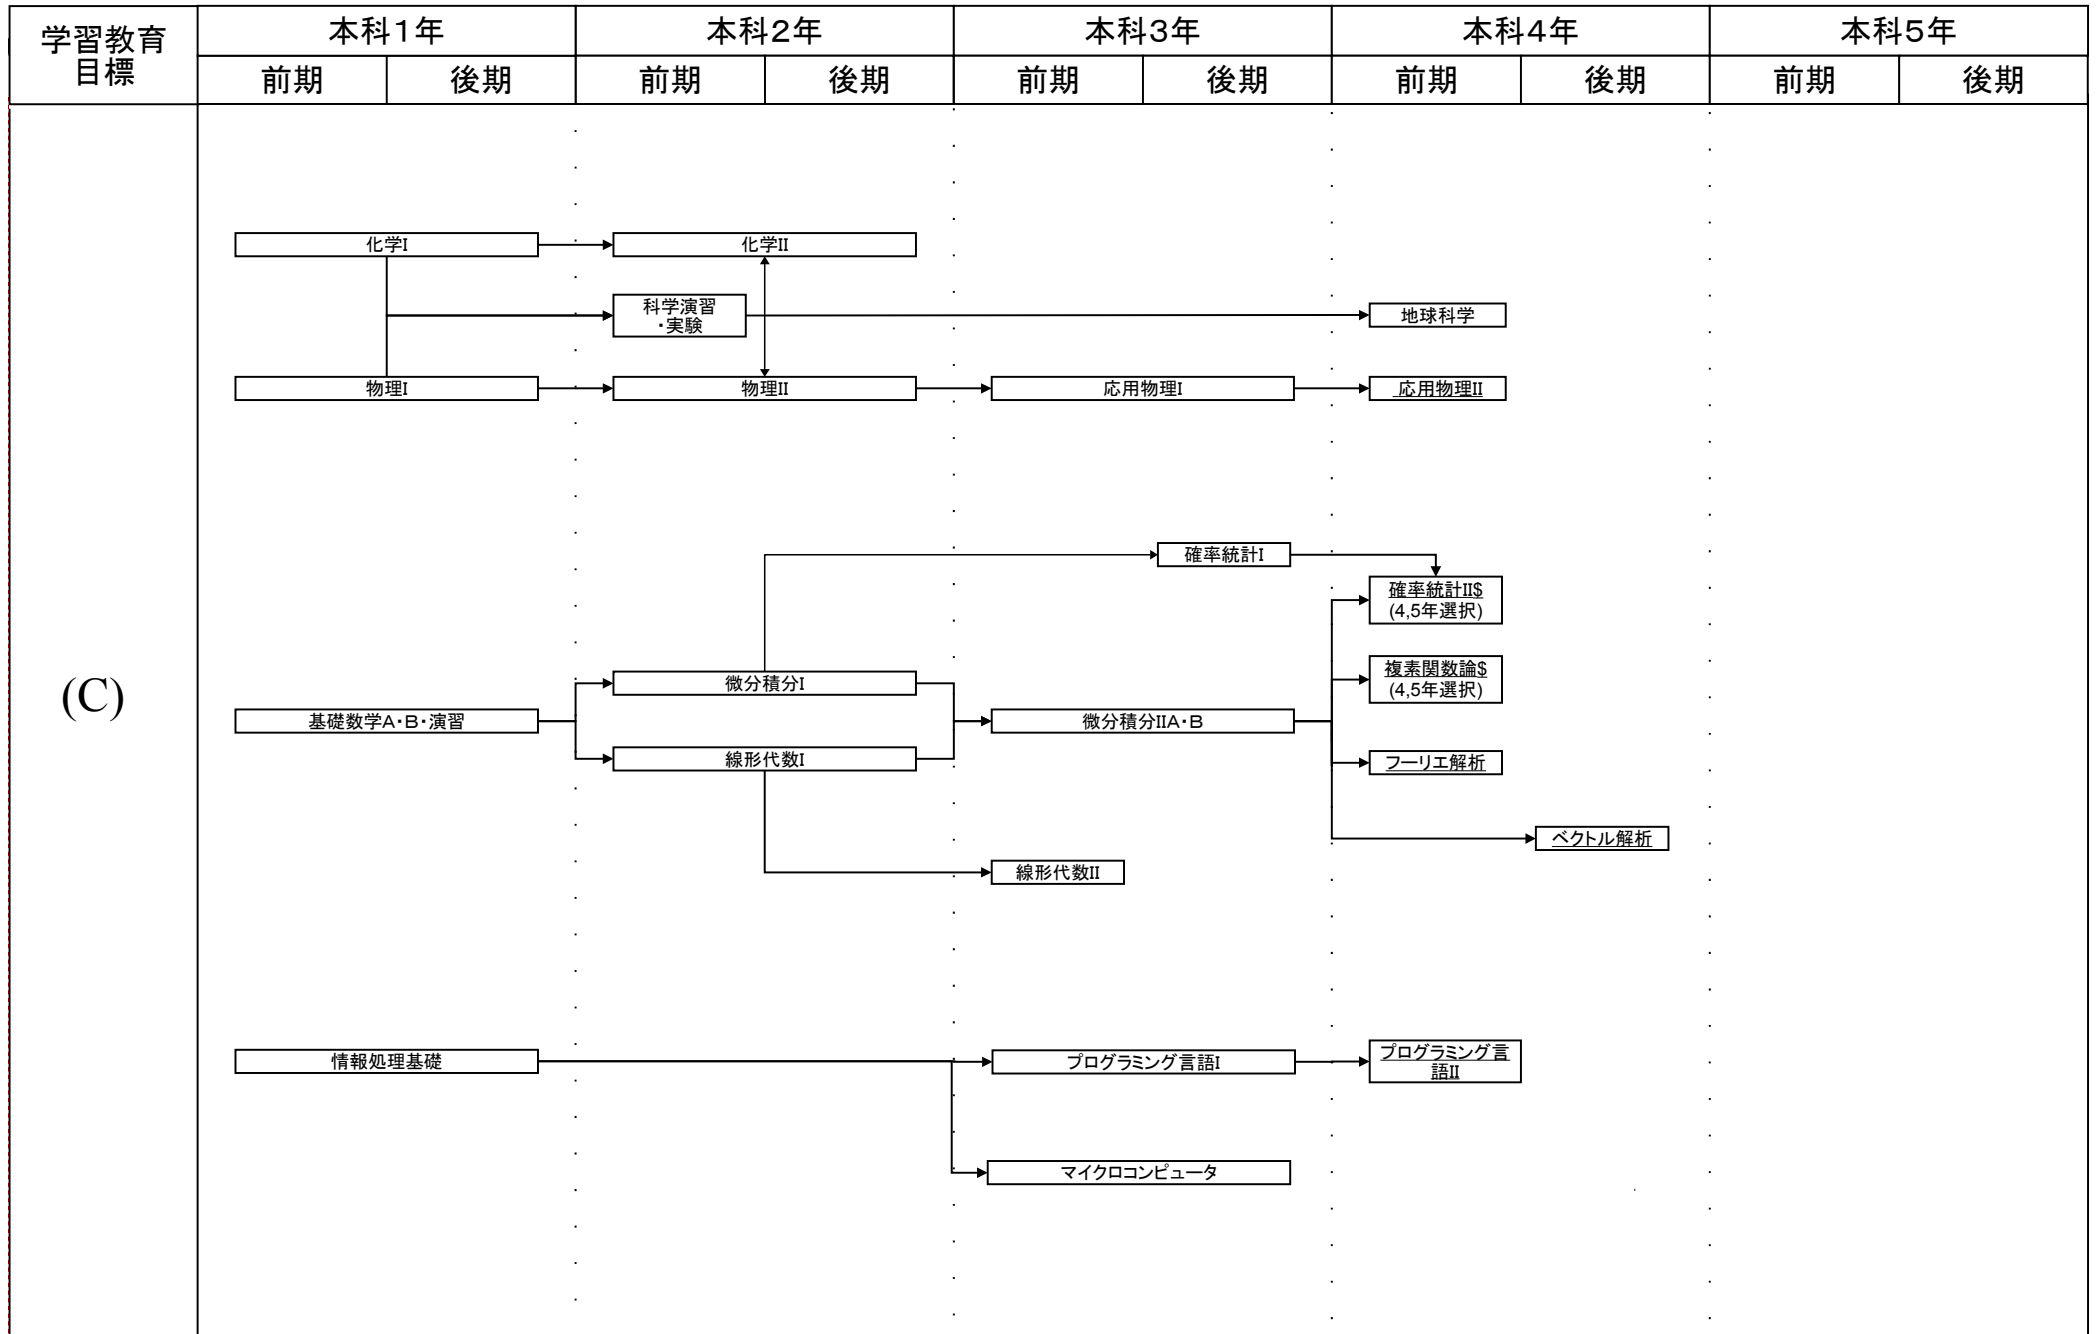 学習教育
目標
本科1年
本科2年
本科3年
本科4年
本科5年
前期
後期
前期
後期
前期
後期
前期
後期
前期
後期
(C)
化学I
化学II
科学演習
・実験
地球科学
物理I
物理II
応用物理I
応用物理II
確率統計I
確率統計II$
(4,5年選択)
微分積分I
複素関数論$
(4,5年選択)
基礎数学A・B・演習
微分積分IIA・B
線形代数I
フーリエ解析
ベクトル解析
線形代数II
情報処理基礎
プログラミング言語I
プログラミング言
語II
マイクロコンピュータ